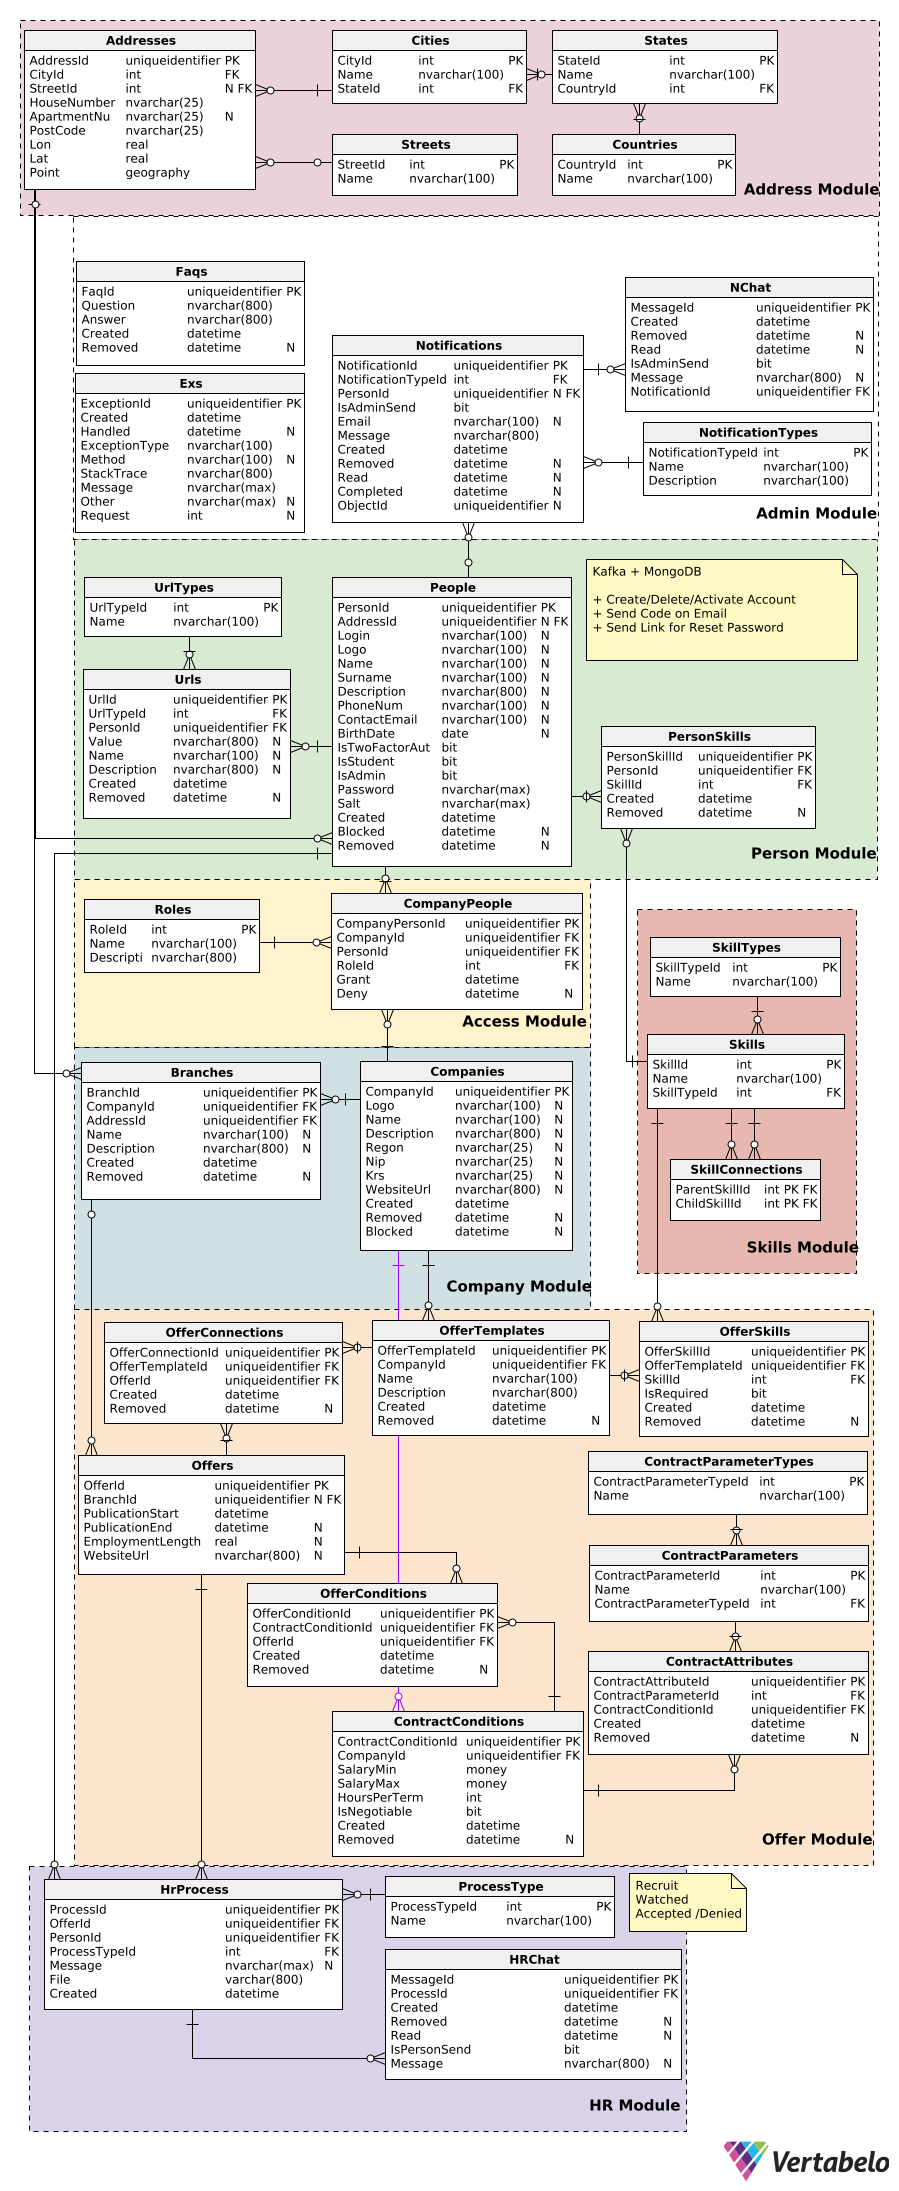 Addresses
AddressId uniqueidentifier PK
CityId int FK
StreetId int N FK
HouseNumber nvarchar(25)
ApartmentNu nvarchar(25) N
PostCode nvarchar(25)
Lon real
Lat real
Point geography
Cities
CityId int PK
Name nvarchar(100)
StateId int FK
States
StateId int PK
Name nvarchar(100)
CountryId int FK
Streets
StreetId int PK
Name nvarchar(100)
Countries
CountryId int PK
Name nvarchar(100)
Address Module
Faqs
FaqId uniqueidentifier PK
Question nvarchar(800)
Answer nvarchar(800)
Created datetime
Removed datetime N
Exs
ExceptionId uniqueidentifier PK
Created datetime
Handled datetime N
ExceptionType nvarchar(100)
Method nvarchar(100) N
StackTrace nvarchar(800)
Message nvarchar(max)
Other nvarchar(max) N
Request int N
Notifications
NotificationId uniqueidentifier PK
NotificationTypeId int FK
PersonId uniqueidentifier N FK
IsAdminSend bit
Email nvarchar(100) N
Message nvarchar(800)
Created datetime
Removed datetime N
Read datetime N
Completed datetime N
ObjectId uniqueidentifier N
NChat
MessageId uniqueidentifier PK
Created datetime
Removed datetime N
Read datetime N
IsAdminSend bit
Message nvarchar(800) N
NotificationId uniqueidentifier FK
NotificationTypes
NotificationTypeId int PK
Name nvarchar(100)
Description nvarchar(100)
Admin Module
UrlTypes
UrlTypeId int PK
Name nvarchar(100)
Urls
UrlId uniqueidentifier PK
UrlTypeId int FK
PersonId uniqueidentifier FK
Value nvarchar(800) N
Name nvarchar(100) N
Description nvarchar(800) N
Created datetime
Removed datetime N
People
PersonId uniqueidentifier PK
AddressId uniqueidentifier N FK
Login nvarchar(100) N
Logo nvarchar(100) N
Name nvarchar(100) N
Surname nvarchar(100) N
Description nvarchar(800) N
PhoneNum nvarchar(100) N
ContactEmail nvarchar(100) N
BirthDate date N
IsTwoFactorAut bit
IsStudent bit
IsAdmin bit
Password nvarchar(max)
Salt nvarchar(max)
Created datetime
Blocked datetime N
Removed datetime N
Kafka + MongoDB
+ Create/Delete/Activate Account
+ Send Code on Email
+ Send Link for Reset Password
PersonSkills
PersonSkillId uniqueidentifier PK
PersonId uniqueidentifier FK
SkillId int FK
Created datetime
Removed datetime N
Person Module
Roles
RoleId int PK
Name nvarchar(100)
Descripti nvarchar(800)
CompanyPeople
CompanyPersonId uniqueidentifier PK
CompanyId uniqueidentifier FK
PersonId uniqueidentifier FK
RoleId int FK
Grant datetime
Deny datetime N
Access Module
SkillTypes
SkillTypeId int PK
Name nvarchar(100)
Skills
SkillId int PK
Name nvarchar(100)
SkillTypeId int FK
SkillConnections
ParentSkillId int PK FK
ChildSkillId int PK FK
Skills Module
Branches
BranchId uniqueidentifier PK
CompanyId uniqueidentifier FK
AddressId uniqueidentifier FK
Name nvarchar(100) N
Description nvarchar(800) N
Created datetime
Removed datetime N
Companies
CompanyId uniqueidentifier PK
Logo nvarchar(100) N
Name nvarchar(100) N
Description nvarchar(800) N
Regon nvarchar(25) N
Nip nvarchar(25) N
Krs nvarchar(25) N
WebsiteUrl nvarchar(800) N
Created datetime
Removed datetime N
Blocked datetime N
Company Module
OfferConnections
OfferConnectionId uniqueidentifier PK
OfferTemplateId uniqueidentifier FK
OfferId uniqueidentifier FK
Created datetime
Removed datetime N
OfferTemplates
OfferTemplateId uniqueidentifier PK
CompanyId uniqueidentifier FK
Name nvarchar(100)
Description nvarchar(800)
Created datetime
Removed datetime N
OfferSkills
OfferSkillId uniqueidentifier PK
OfferTemplateId uniqueidentifier FK
SkillId int FK
IsRequired bit
Created datetime
Removed datetime N
Offers
OfferId uniqueidentifier PK
BranchId uniqueidentifier N FK
PublicationStart datetime
PublicationEnd datetime N
EmploymentLength real N
WebsiteUrl nvarchar(800) N
ContractParameterTypes
ContractParameterTypeId int PK
Name nvarchar(100)
ContractParameters
ContractParameterId int PK
Name nvarchar(100)
ContractParameterTypeId int FK
OfferConditions
OfferConditionId uniqueidentifier PK
ContractConditionId uniqueidentifier FK
OfferId uniqueidentifier FK
Created datetime
Removed datetime N
ContractAttributes
ContractAttributeId uniqueidentifier PK
ContractParameterId int FK
ContractConditionId uniqueidentifier FK
Created datetime
Removed datetime N
ContractConditions
ContractConditionId uniqueidentifier PK
CompanyId uniqueidentifier FK
SalaryMin money
SalaryMax money
HoursPerTerm int
IsNegotiable bit
Created datetime
Removed datetime N
Offer Module
HrProcess
ProcessId uniqueidentifier PK
OfferId uniqueidentifier FK
PersonId uniqueidentifier FK
ProcessTypeId int FK
Message nvarchar(max) N
File varchar(800)
Created datetime
ProcessType
ProcessTypeId int PK
Name nvarchar(100)
Recruit
Watched
Accepted /Denied
HRChat
MessageId uniqueidentifier PK
ProcessId uniqueidentifier FK
Created datetime
Removed datetime N
Read datetime N
IsPersonSend bit
Message nvarchar(800) N
HR Module
Vertabelo